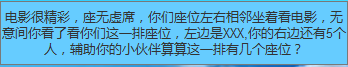 电影很精彩，座无虚席，你们座位左右相邻坐着看电影，无
意间你看了看你们这一排座位，左边是XXX,你的右边还有5个
人，辅助你的小伙伴算算这一排有几个座位？